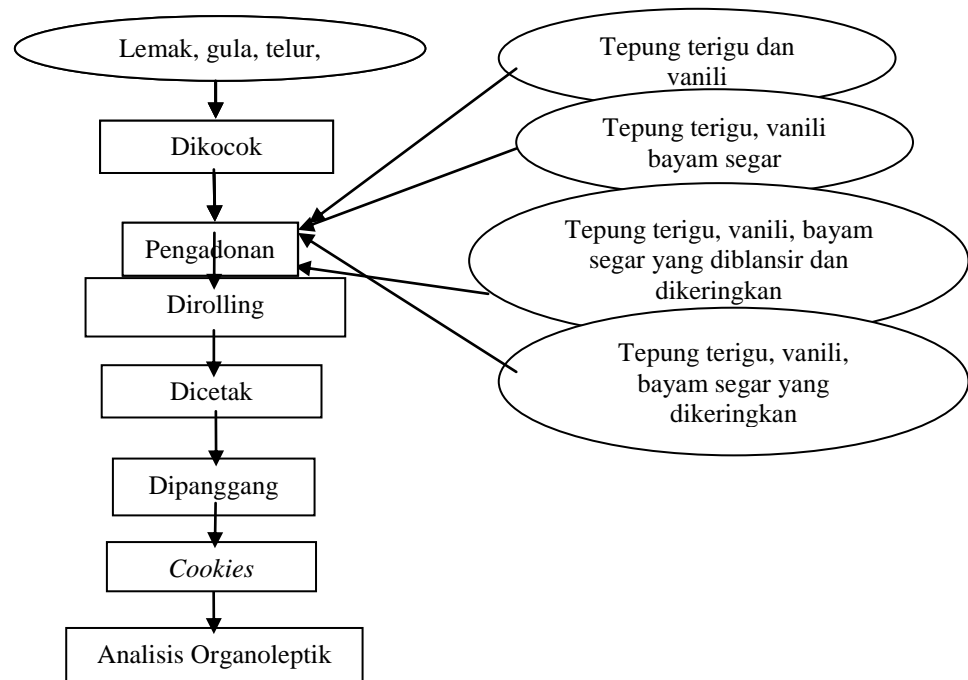 Lemak, gula, telur,
Dikocok
Pengadonan
Dirolling
Dicetak
Dipanggang
Cookies
Analisis Organoleptik
Tepung terigu dan
vanili
Tepung terigu, vanili
bayam segar
Tepung terigu, vanili, bayam
segar yang diblansir dan
dikeringkan
Tepung terigu, vanili,
bayam segar yang
dikeringkan